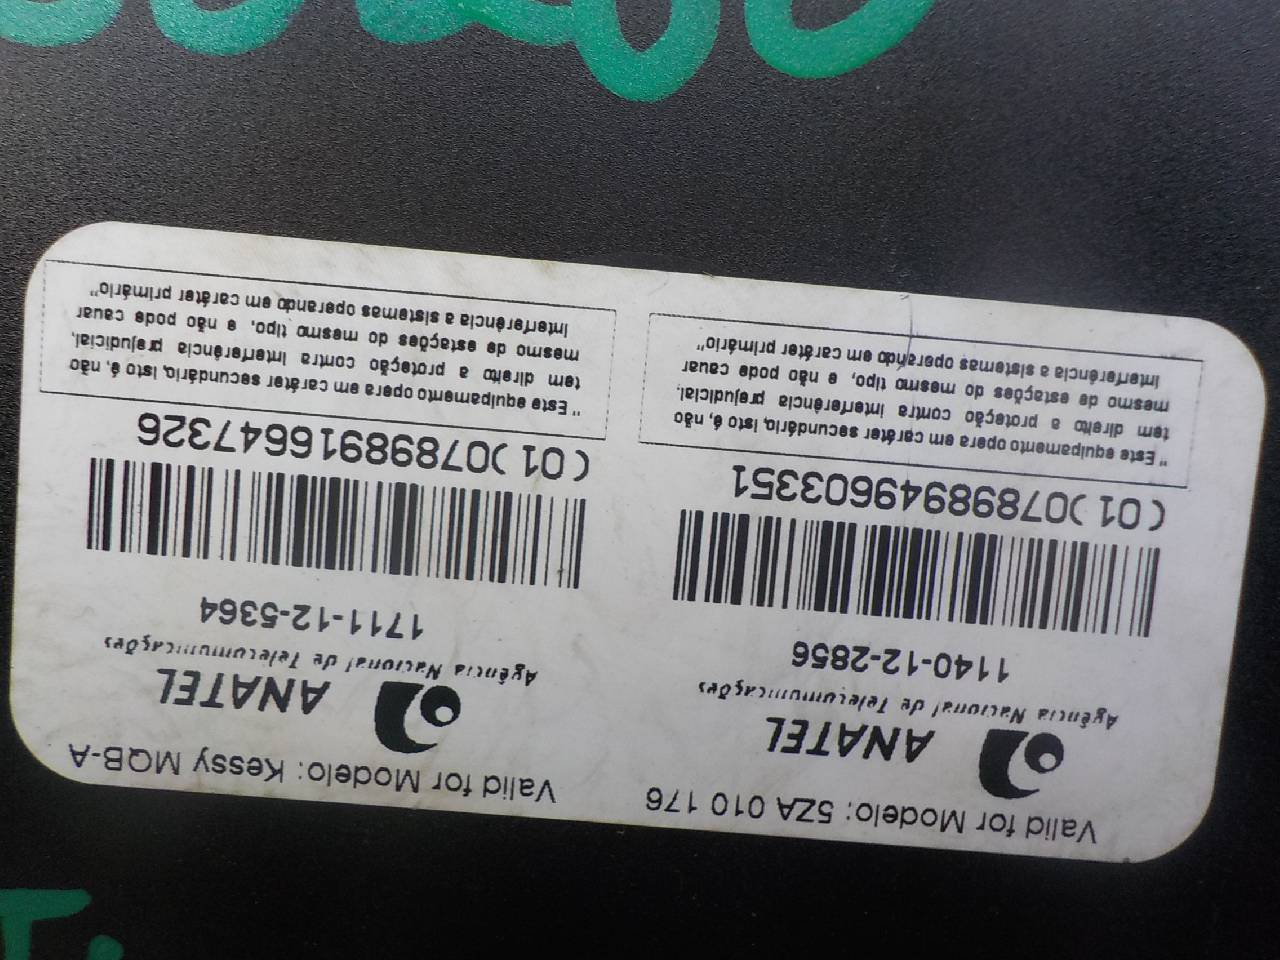 Valid for Modelo: 5ZA 010 176
ANATEL
Agência Nacional de Telecomunicações
1140-12-2856
(01)07898949603351
"Este equipamento opera em caráter secundário, isto é, não
tem direito a proteção contra interferência prejudicial,
mesmo de estações do mesmo tipo, e não pode cauar
interferência a sistemas operando em caráter primário"
Valid for Modelo: Kessy MQB-A
ANATEL
Agência Nacional de Telecomunicações
1711-12-5364
(01)07898916647326
"Este equipamento opera em caráter secundário, isto é, não
tem direito a proteção contra interferência prejudicial,
mesmo de estações do mesmo tipo, e não pode cauar
interferência a sistemas operando em caráter primário"